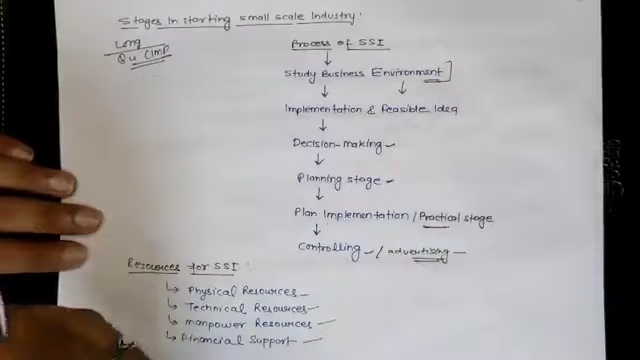 Stages In starting small scale Industry:
Long
Qu (IMP)
Process of SSI
Study Business Environment
Implementation & Feasible Idea
Decision-making
Planning stage
Plan Implementation / Practical stage
Controlling / advertising
Resources for SSI:
Physical Resources
Technical Resources
manpower Resources
Financial Support